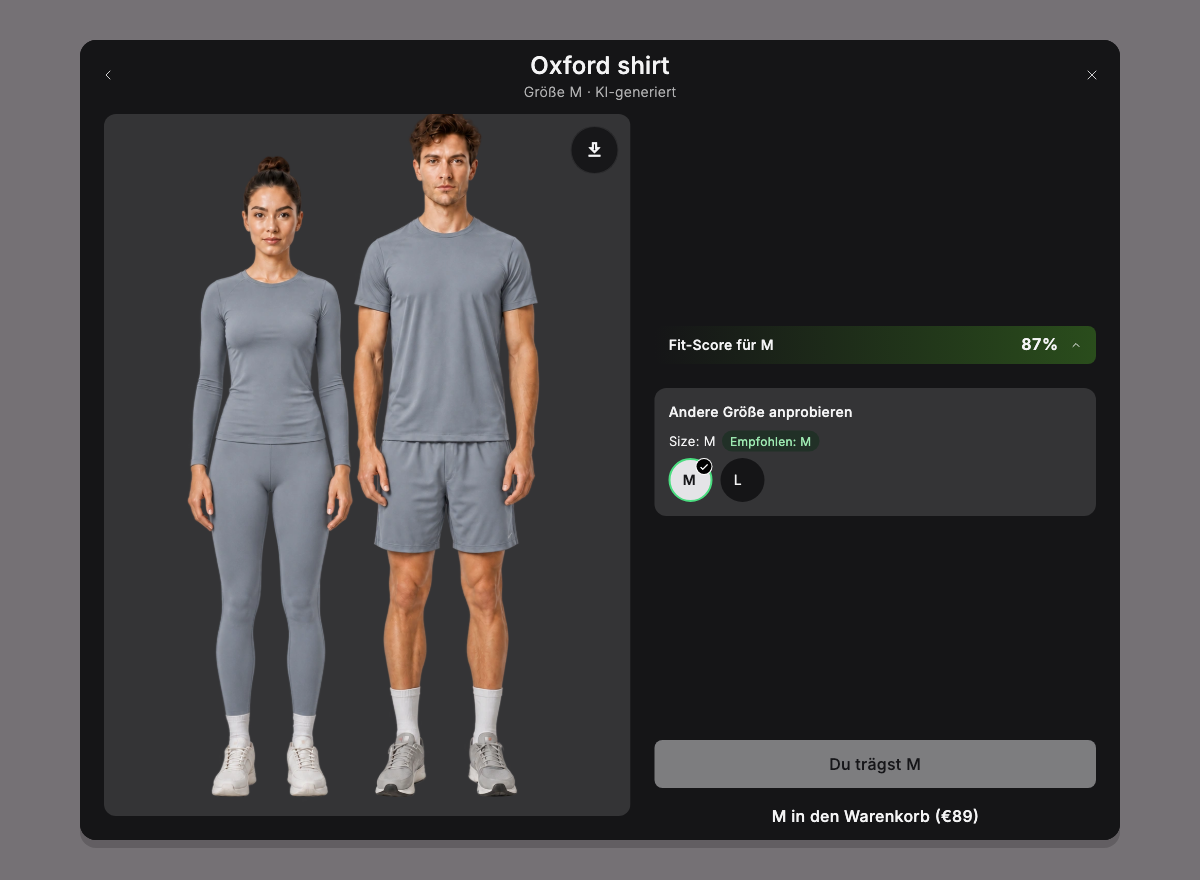 Oxford shirt
Größe M · KI-generiert
Fit-Score für M 87%
Andere Größe anprobieren
Size: M Empfohlen: M
M L
Du trägst M
M in den Warenkorb (€89)